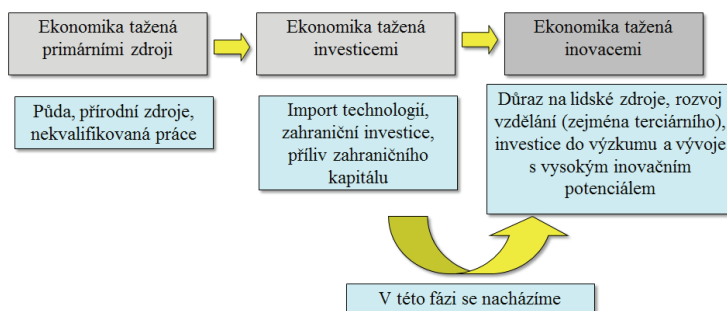 Ekonomika tažená
primárními zdroji
Ekonomika tažená
investicemi
Ekonomika tažená
inovacemi
Půda, přírodní zdroje,
nekvalifikovaná práce
Import technologií,
zahraniční investice,
příliv zahraničního
kapitálu
Důraz na lidské zdroje, rozvoj
vzdělání (zejména terciárního),
investice do výzkumu a vývoje
s vysokým inovačním
potenciálem
V této fázi se nacházíme